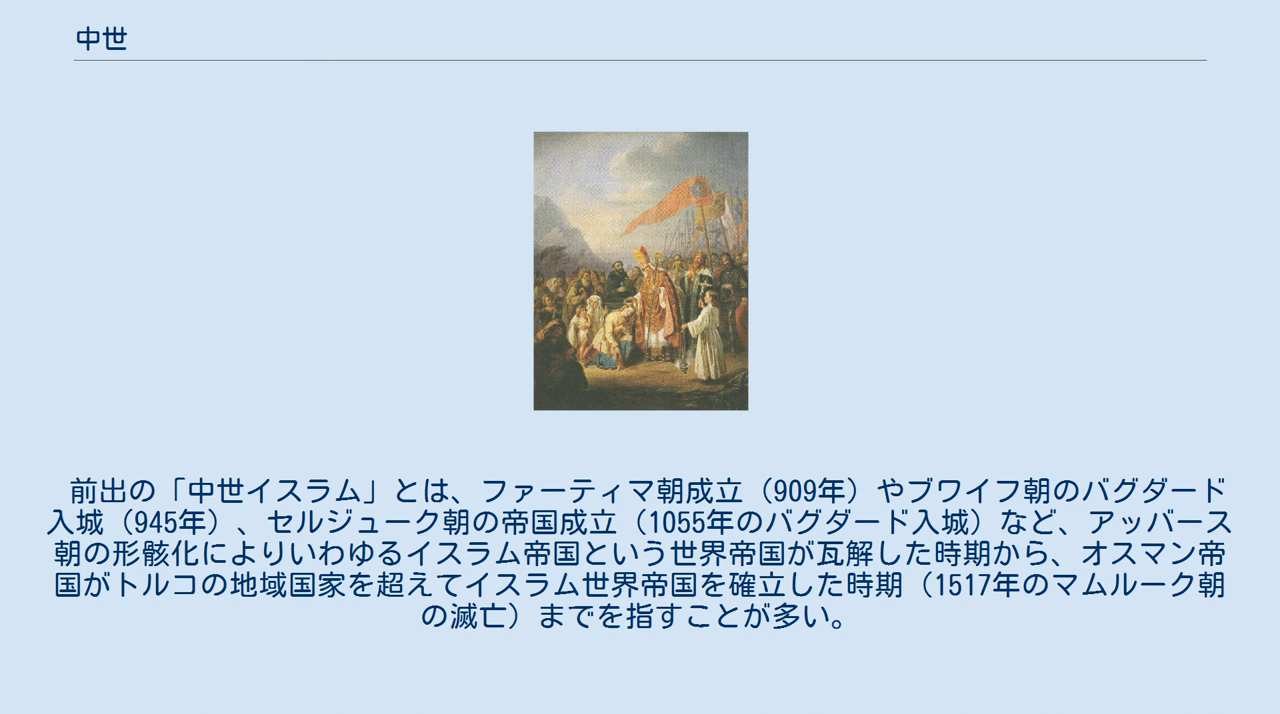 中世
前出の「中世イスラム」とは、ファーティマ朝成立（909年）やブワイフ朝のバグダード
入城（945年）、セルジューク朝の帝国成立（1055年のバグダード入城）など、アッバース
朝の形骸化によりいわゆるイスラム帝国という世界帝国が瓦解した時期から、オスマン帝
国がトルコの地域国家を超えてイスラム世界帝国を確立した時期（1517年のマムルーク朝
の滅亡）までを指すことが多い。